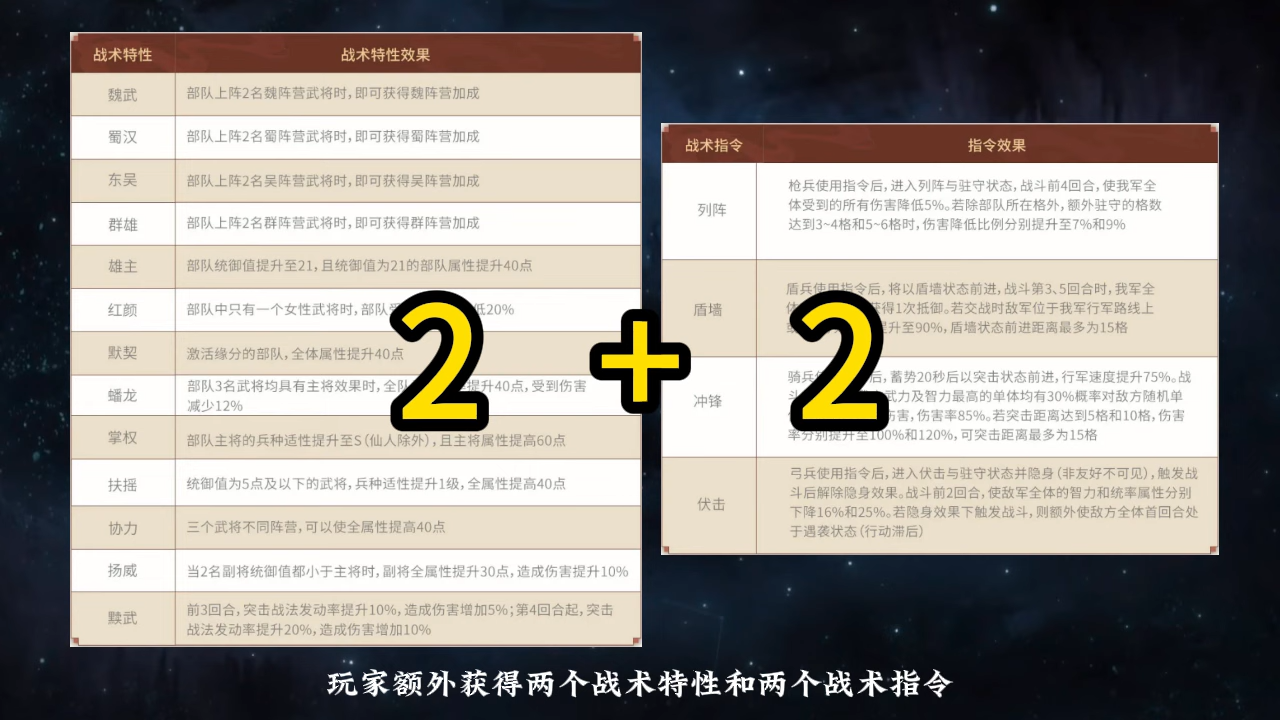 战术特性 战术特性效果
魏武 部队上阵2名魏阵营武将时，即可获得魏阵营加成
蜀汉 部队上阵2名蜀阵营武将时，即可获得蜀阵营加成
东吴 部队上阵2名吴阵营武将时，即可获得吴阵营加成
群雄 部队上阵2名群阵营武将时，即可获得群阵营加成
雄主 部队统御值提升至21，且统御值为21的部队属性提升40点
红颜 部队中只有一个女性武将时，部队 低20%
默契 激活缘分的部队，全体属性提升40点
蟠龙 部队3名武将均具有主将效果时，全队 提升40点，受到伤害
减少12%
掌权 部队主将的兵种适性提升至S（仙人除外），且主将属性提高60点
扶摇 统御值为5点及以下的武将，兵种适性提升1级，全属性提高40点
协力 三个武将不同阵营，可以使全属性提高40点
扬威 当2名副将统御值都小于主将时，副将全属性提升30点，造成伤害提升10%
黩武 前3回合，突击战法发动率提升10%，造成伤害增加5%；第4回合起，突击
战法发动率提升20%，造成伤害增加10%
战术指令 指令效果
列阵 枪兵使用指令后，进入列阵与驻守状态，战斗前4回合，使我军全
体受到的所有伤害降低5%。若除部队所在格外，额外驻守的格数
达到3~4格和5~6格时，伤害降低比例分别提升至7%和9%
盾墙 盾兵使用指令后，将以盾墙状态前进，战斗第3、5回合时，我军全
获得1次抵御。若交战时敌军位于我军行军路线上
提升至90%，盾墙状态前进距离最多为15格
冲锋 骑兵 后，蓄势20秒后以突击状态前进，行军速度提升75%。战
武力及智力最高的单体均有30%概率对敌方随机单
伤害，伤害率85%。若突击距离达到5格和10格，伤害
率分别提升至100%和120%，可突击距离最多为15格
伏击 弓兵使用指令后，进入伏击与驻守状态并隐身（非友好不可见），触发战
斗后解除隐身效果。战斗前2回合，使敌军全体的智力和统率属性分别
下降16%和25%。若隐身效果下触发战斗，则额外使敌方全体首回合处
于遇袭状态（行动滞后）
2 + 2
玩家额外获得两个战术特性和两个战术指令